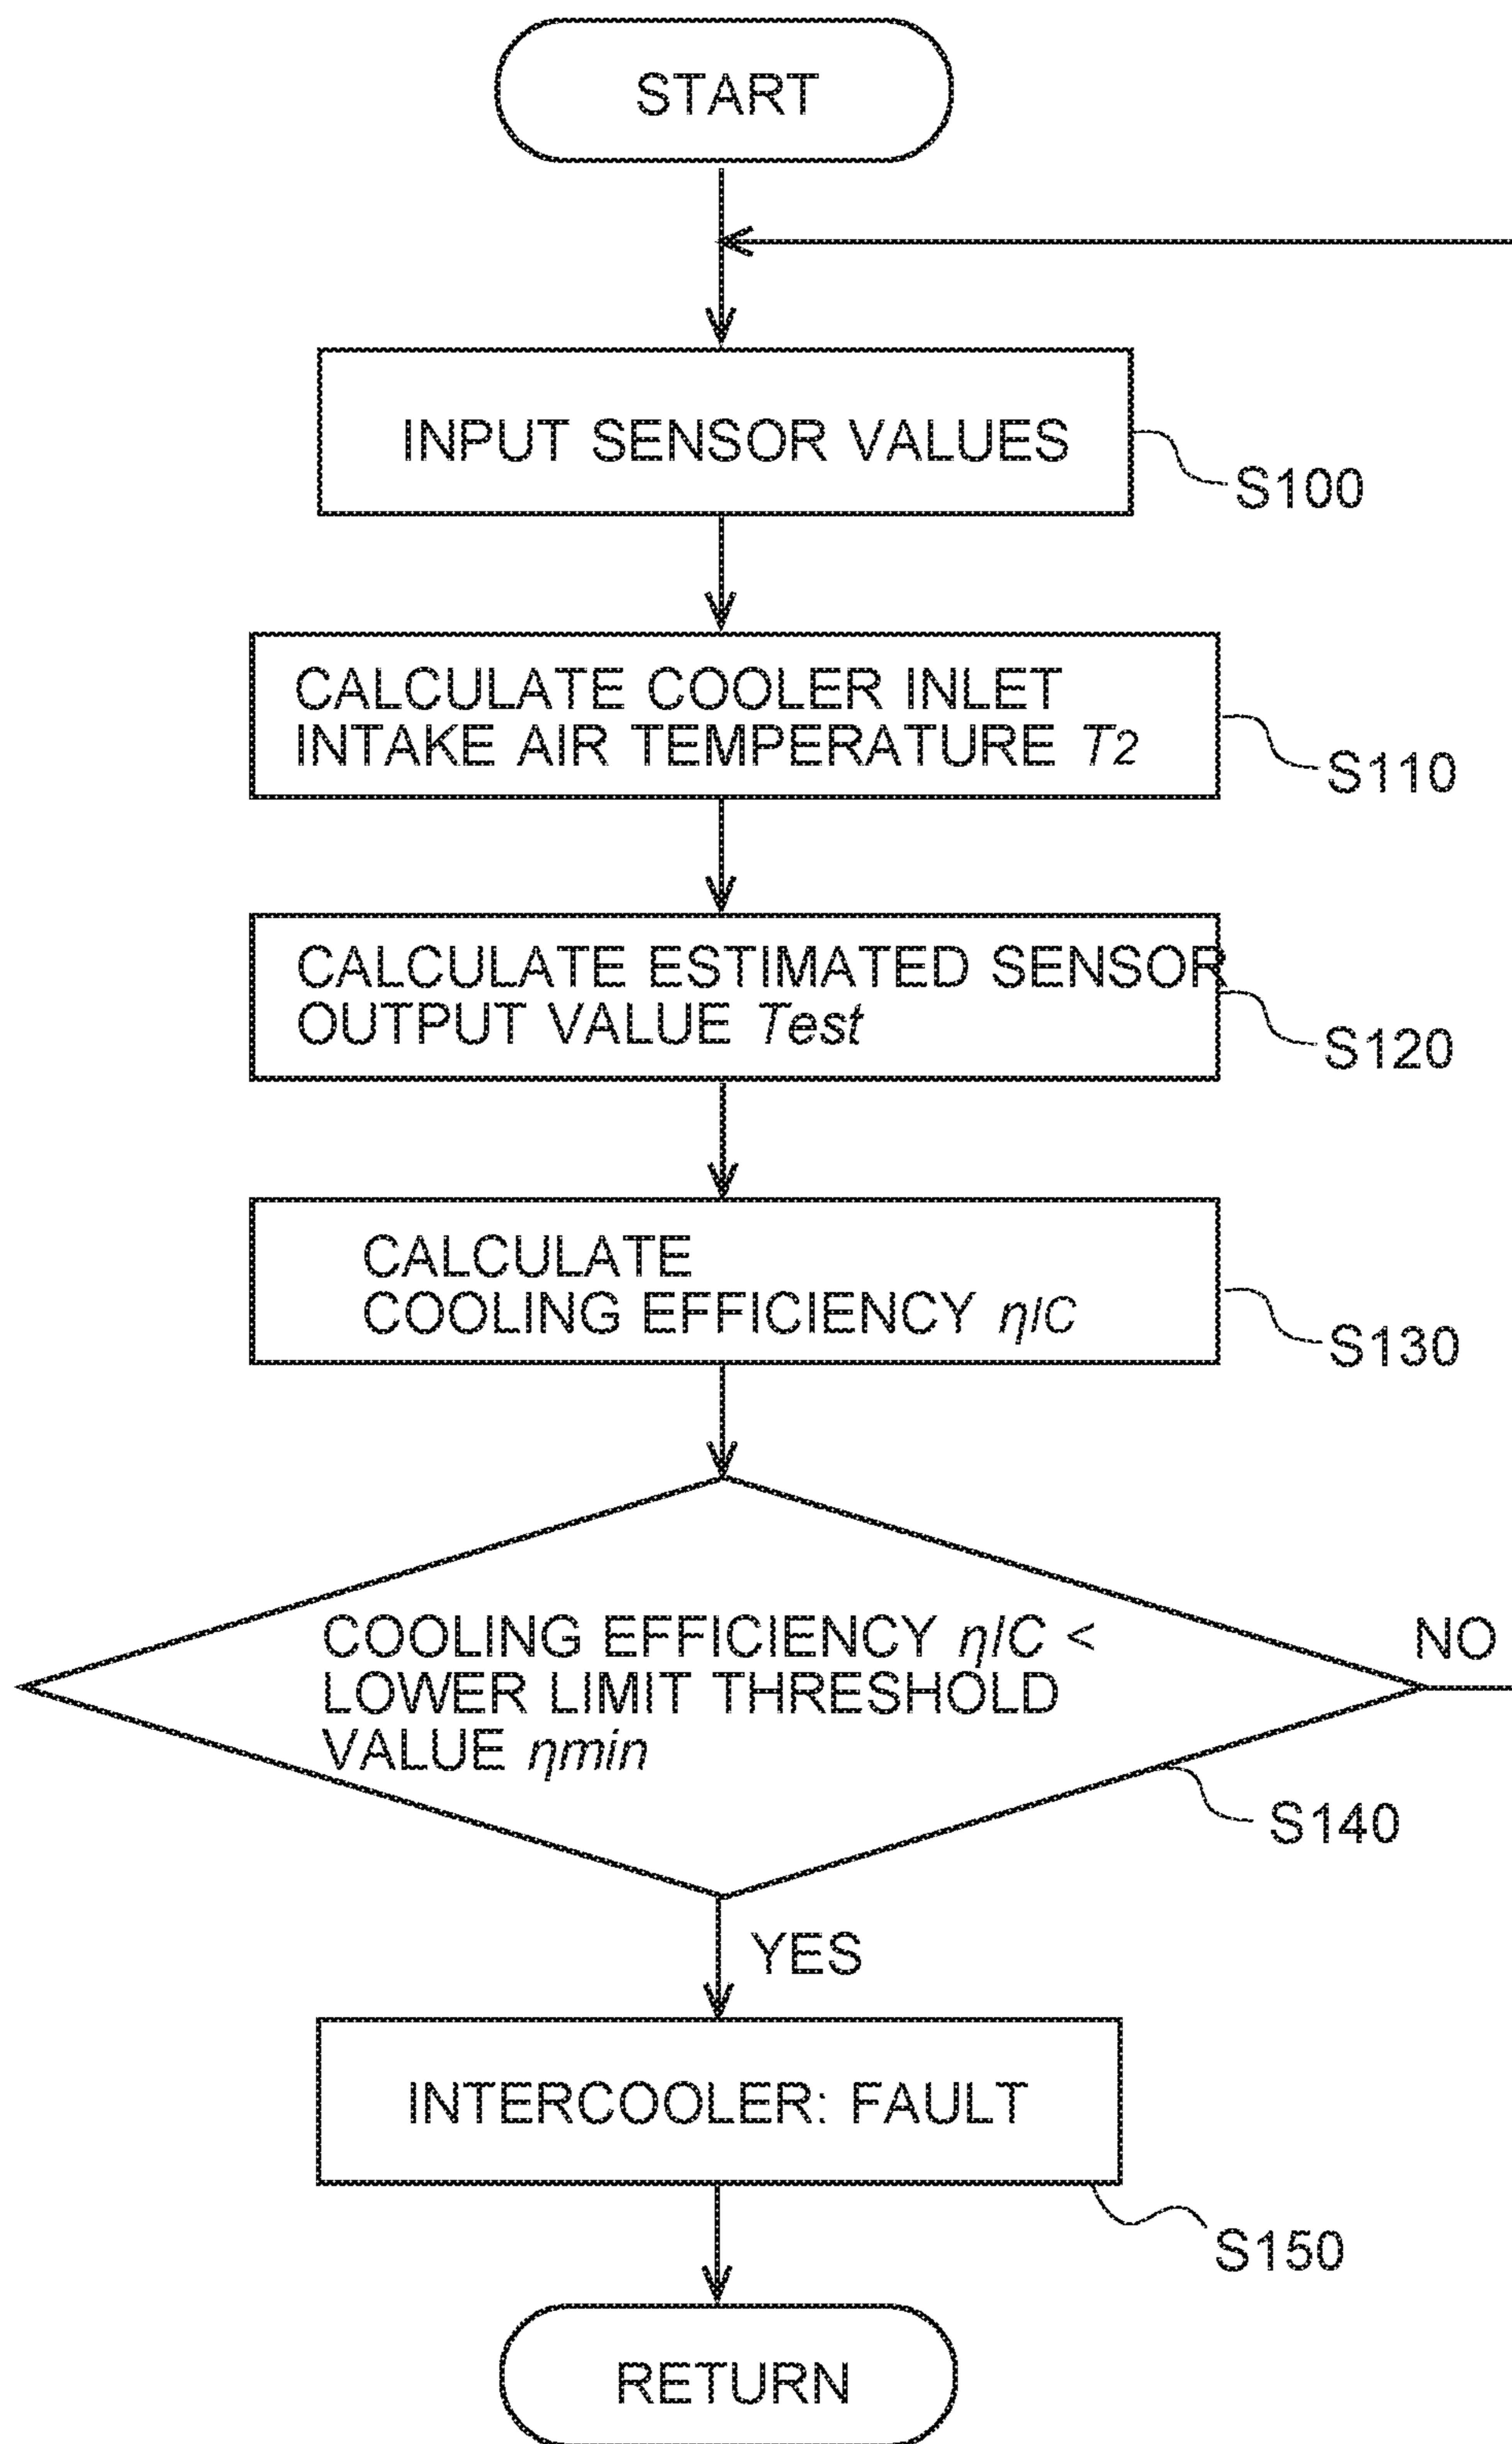 START
INPUT SENSOR VALUES
S100
CALCULATE COOLER INLET
INTAKE AIR TEMPERATURE T2
S110
CALCULATE ESTIMATED SENSOR
OUTPUT VALUE Test
S120
CALCULATE
COOLING EFFICIENCY ηIC
S130
COOLING EFFICIENCY ηIC <
LOWER LIMIT THRESHOLD
VALUE ηmin
NO
S140
YES
INTERCOOLER: FAULT
S150
RETURN